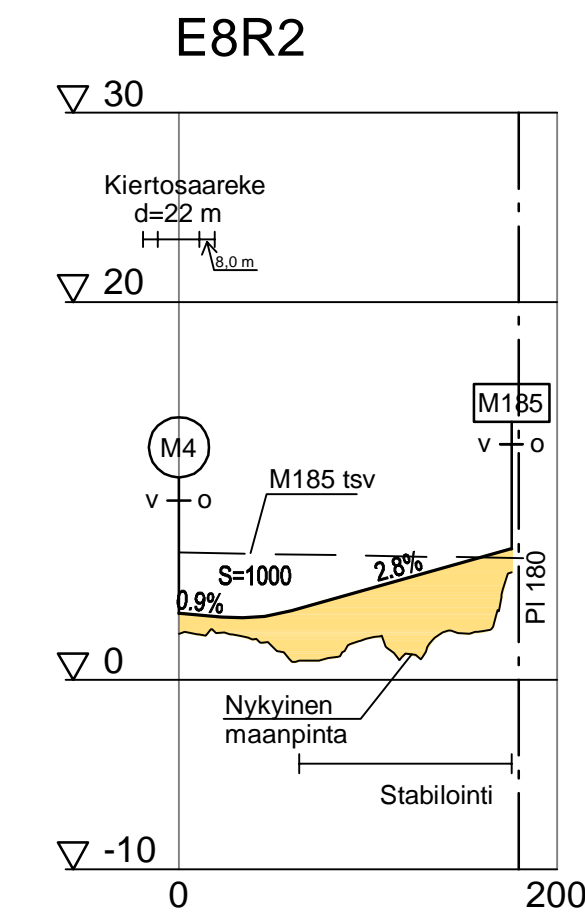 E8R2
30
Kiertosaareke
d=22 m
8,0 m
20
M185
M4
v o
M185 tsv
v o
S=1000
2.8%
0.9%
PI 180
0
Nykyinen
maanpinta
Stabilointi
-10
0
200